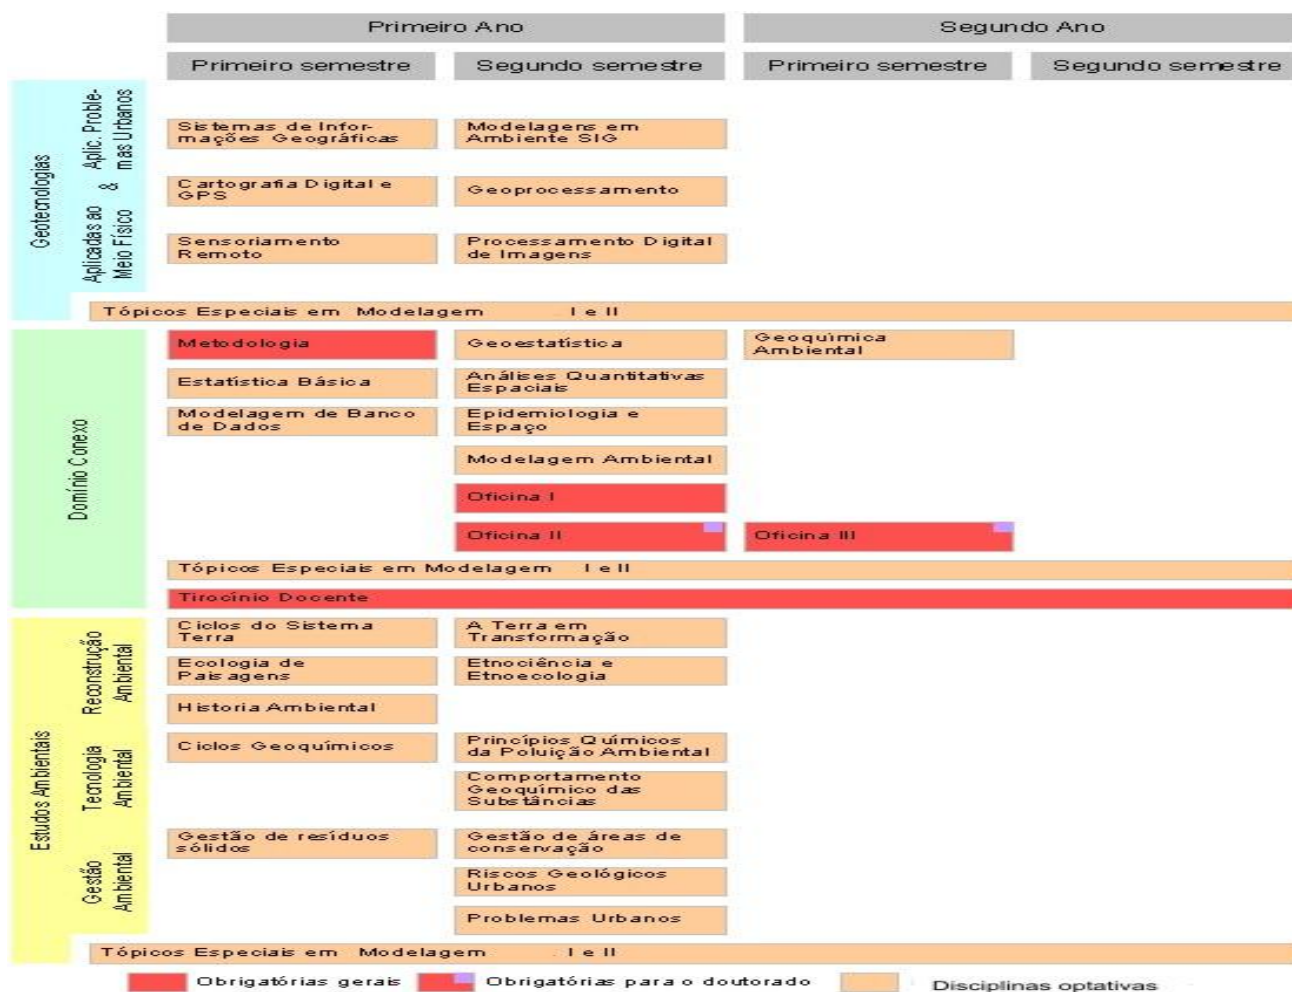 Primeiro Ano
Segundo Ano
Primeiro semestre
Segundo semestre
Primeiro semestre
Segundo semestre
Geotecnologias
Aplicadas ao & Aplic. Proble-
Meio Físico mas Urbanos
Sistemas de Infor-
mações Geográficas
Modelagens em
Ambiente SIG
Cartografia Digital e
GPS
Geoprocessamento
Sensoriamento
Remoto
Processamento Digital
de Imagens
Tópicos Especiais em Modelagem I e II
Domínio Conexo
Metodologia
Geoestatística
Geoquìmica
Ambiental
Estatística Básica
Análises Quantitativas
Espaciais
Modelagem de Banco
de Dados
Epidemiologia e
Espaço
Modelagem Ambiental
Oficina I
Oficina II
Oficina III
Tópicos Especiais em Modelagem I e II
Tirocínio Docente
Estudos Ambientais
Reconstrução
Ambiental
Ciclos do Sistema
Terra
A Terra em
Transformação
Ecologia de
Paisagens
Etnociência e
Etnoecologia
Historia Ambiental
Tecnologia
Ambiental
Ciclos Geoquímicos
Princípios Químicos
da Poluição Ambiental
Comportamento
Geoquímico das
Substâncias
Gestão
Ambiental
Gestão de resíduos
sólidos
Gestão de áreas de
conservação
Riscos Geológicos
Urbanos
Problemas Urbanos
Tópicos Especiais em Modelagem . I e II
Obrigatórias gerais
Obrigatórias para o doutorado
Disciplinas optativas